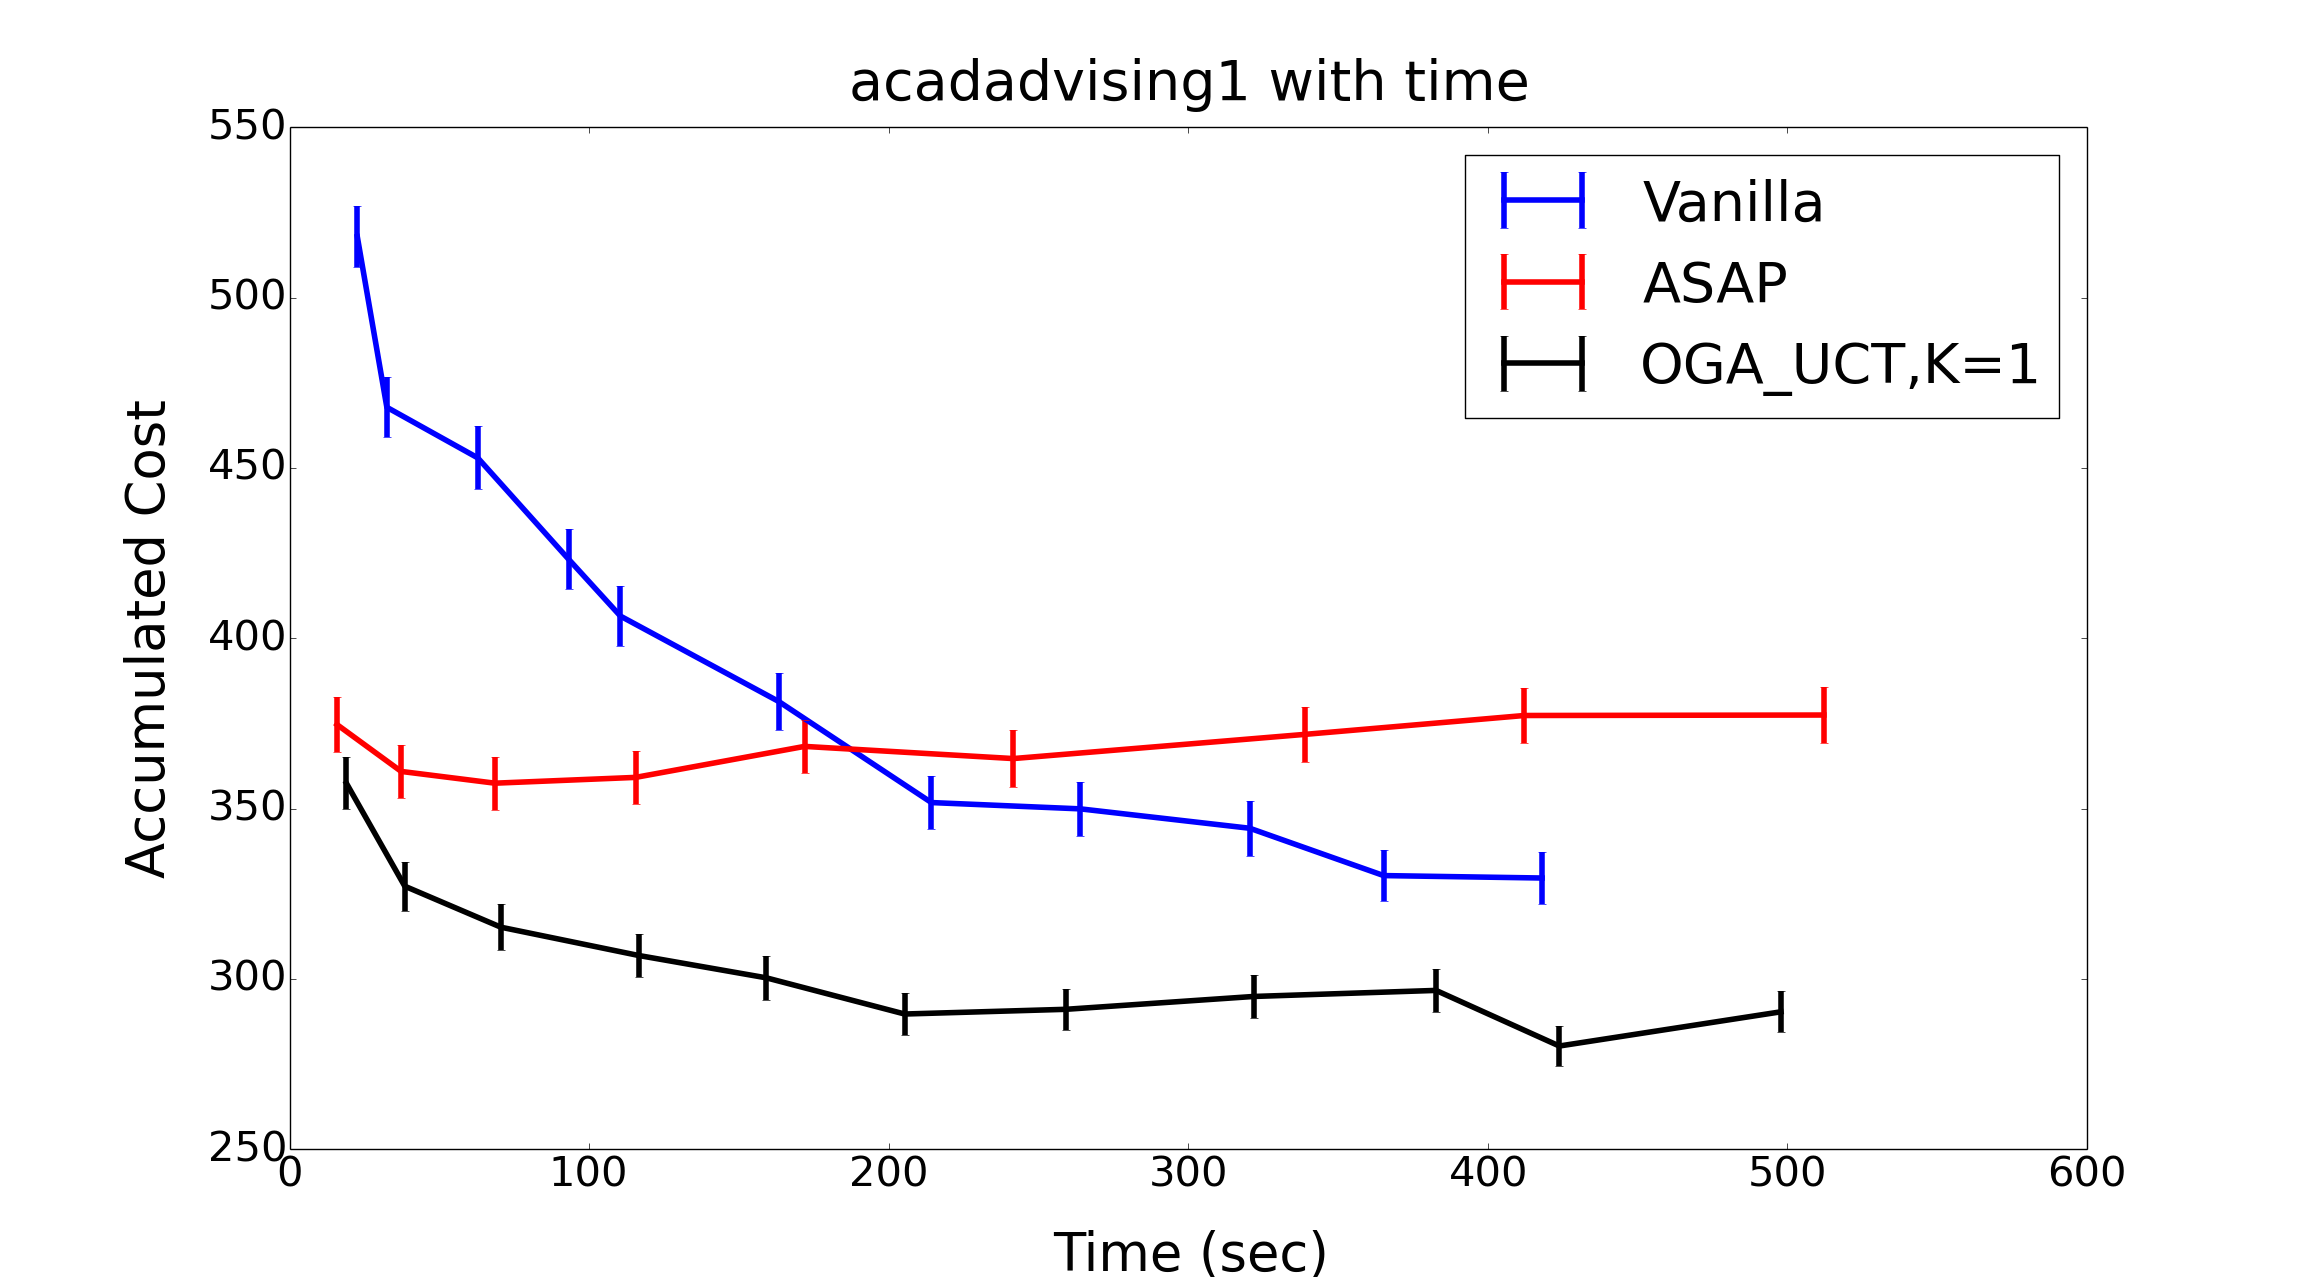 acadadvising1 with time
550
500
450
400
350
300
250
Accumulated Cost
Vanilla
ASAP
OGA_UCT,K=1
0 100 200 300 400 500 600
Time (sec)